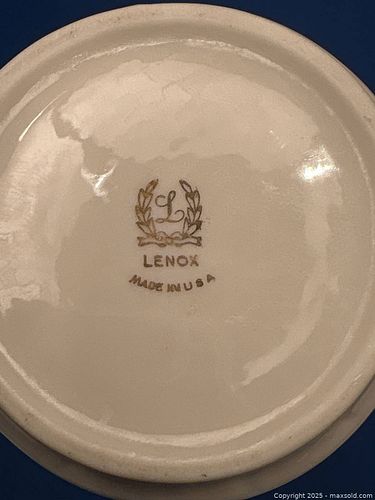 L
LENOX
MADE IN U S A
Copyright © 2025 - maxsold.com